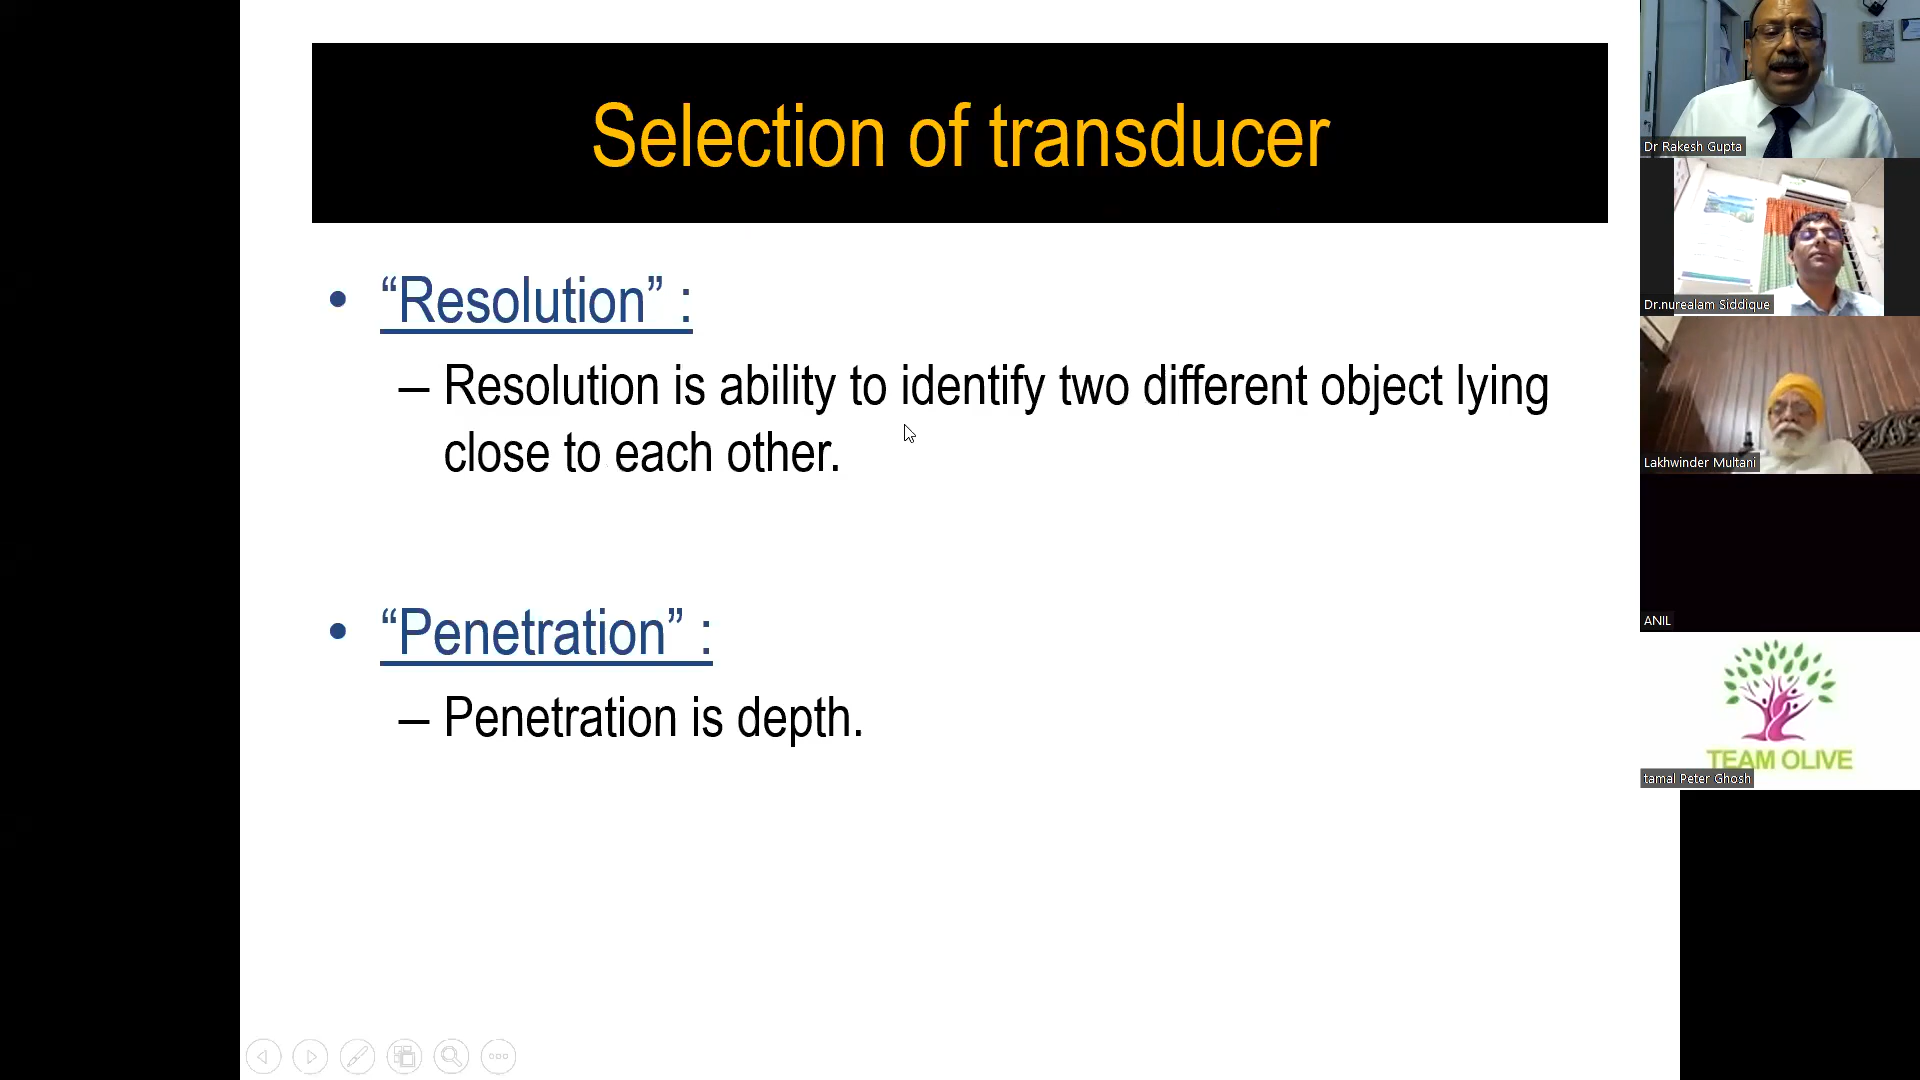 Selection of transducer
• “Resolution” :
– Resolution is ability to identify two different object lying
close to each other.
• “Penetration” :
– Penetration is depth.
Dr Rakesh Gupta
Dr.nurealam Siddique
Lakhwinder Multani
ANIL
TEAM OLIVE
tamal Peter Ghosh